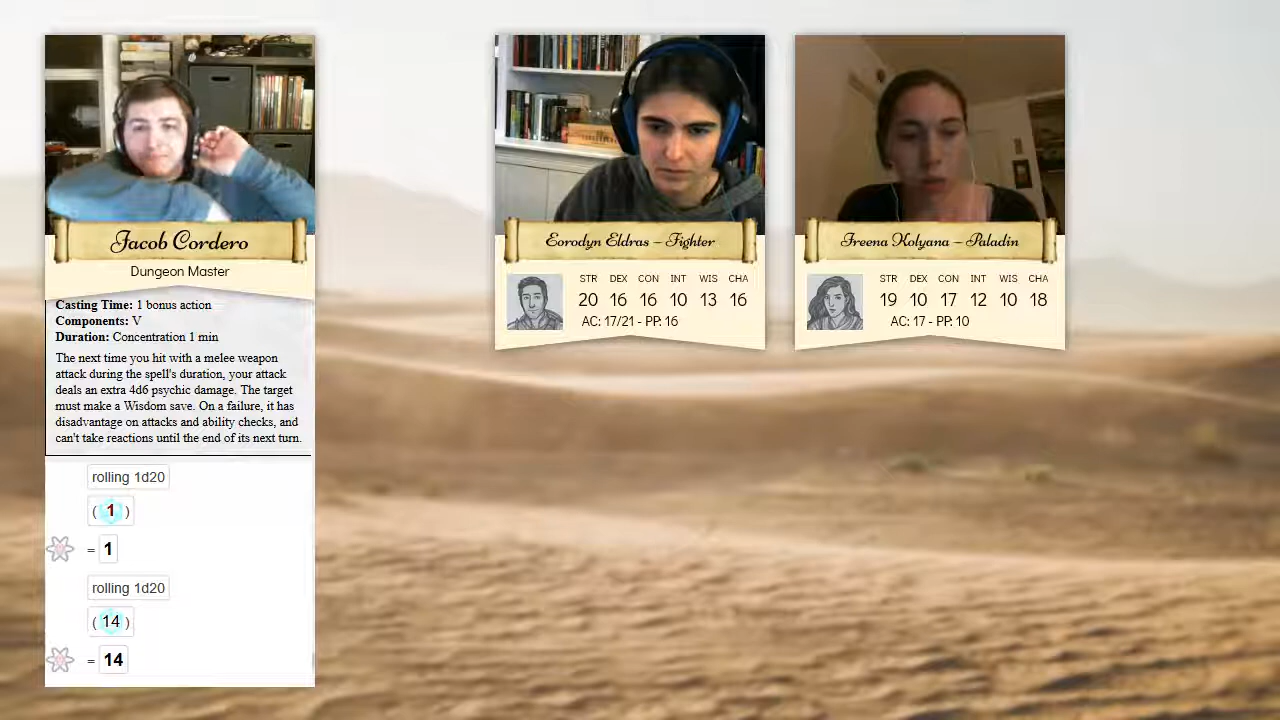 Jacob Cordero
Dungeon Master
Casting Time: 1 bonus action
Components: V
Duration: Concentration 1 min
The next time you hit with a melee weapon
attack during the spell's duration, your attack
deals an extra 4d6 psychic damage. The target
must make a Wisdom save. On a failure, it has
disadvantage on attacks and ability checks, and
can't take reactions until the end of its next turn.
rolling 1d20
( 1 )
= 1
rolling 1d20
( 14 )
= 14
Eorodyn Eldras – Fighter
STR DEX CON INT WIS CHA
20 16 16 10 13 16
AC: 17/21 - PP: 16
Freena Kolyana – Paladin
STR DEX CON INT WIS CHA
19 10 17 12 10 18
AC: 17 - PP: 10